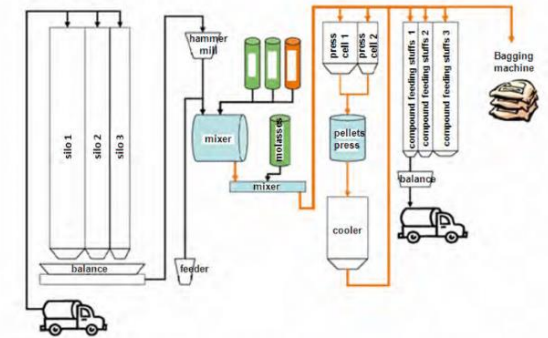 hammer
mill
silo 1
silo 2
silo 3
balance
feeder
mixer
molasses
mixer
press
cell 1
press
cell 2
pellets
press
cooler
compound feeding stuffs 1
compound feeding stuffs 2
compound feeding stuffs 3
balance
Bagging
machine